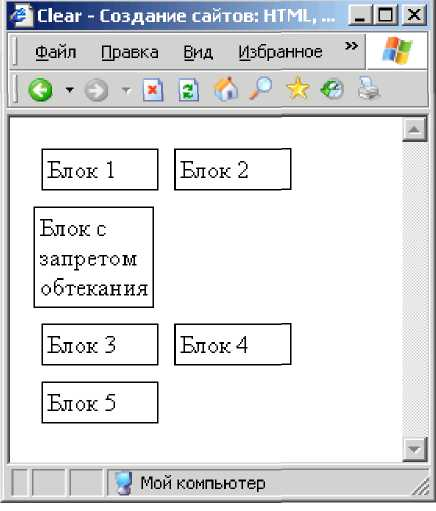 Clear - Создание сайтов: HTML, ...
Файл Правка Вид Избранное »
Блок 1 Блок 2
Блок с
запретом
обтекания
Блок 3 Блок 4
Блок 5
Мой компьютер